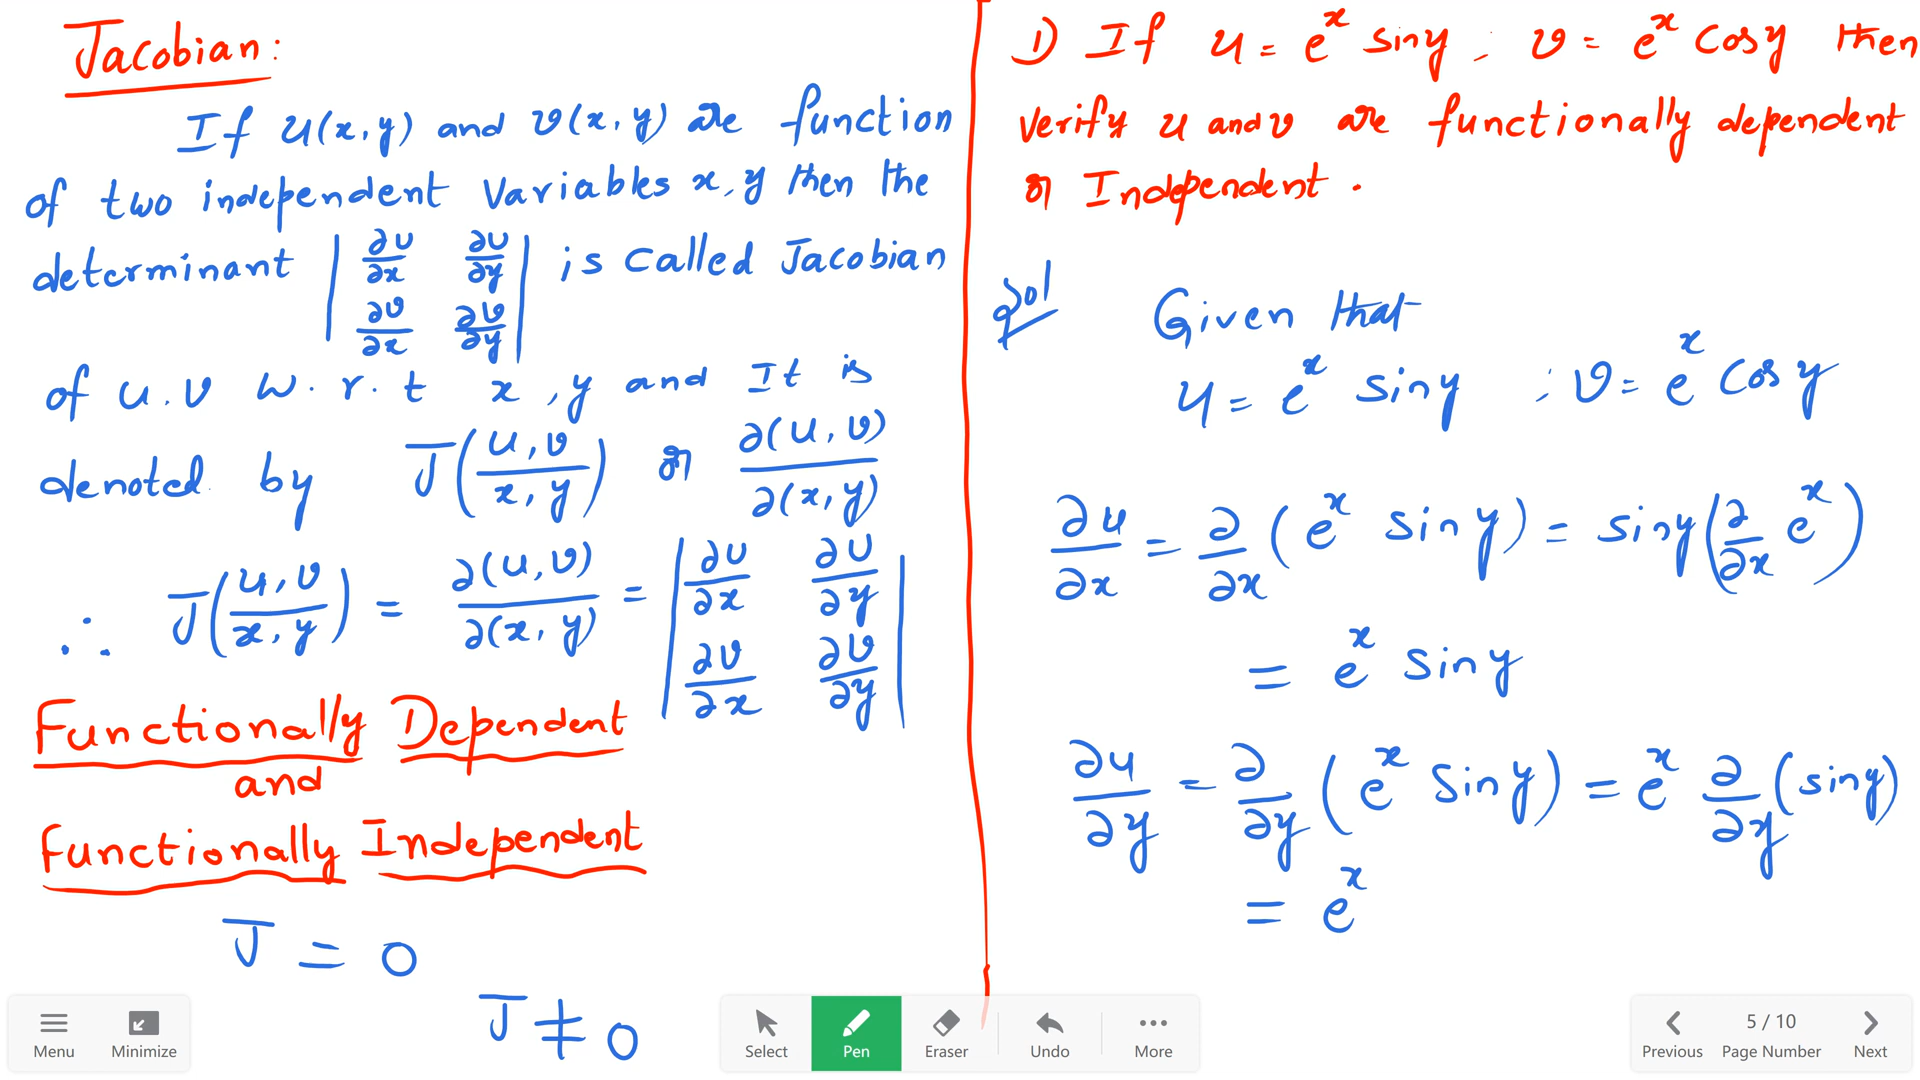 Jacobian:
If u(x,y) and v(x,y) are function
of two independent variables x,y then the
determinant | ∂u/∂x ∂u/∂y | is called Jacobian
| ∂v/∂x ∂v/∂y |
of u.v w.r.t x,y and It is
denoted by J(u,v / x,y) or ∂(u,v)/∂(x,y)
∴ J(u,v / x,y) = ∂(u,v)/∂(x,y) = | ∂u/∂x ∂u/∂y |
| ∂v/∂x ∂v/∂y |
Functionally Dependent
and
Functionally Independent
J = 0
J ≠ 0
1) If u = e^x siny ; v = e^x cosy then
verify u and v are functionally dependent
or Independent .
Sol Given that
u = e^x siny ; v = e^x cosy
∂u/∂x = ∂/∂x (e^x siny) = siny(∂/∂x e^x)
= e^x siny
∂u/∂y = ∂/∂y (e^x siny) = e^x ∂/∂y (siny)
= e^x
Menu Minimize Select Pen Eraser Undo More Previous 5 / 10 Page Number Next